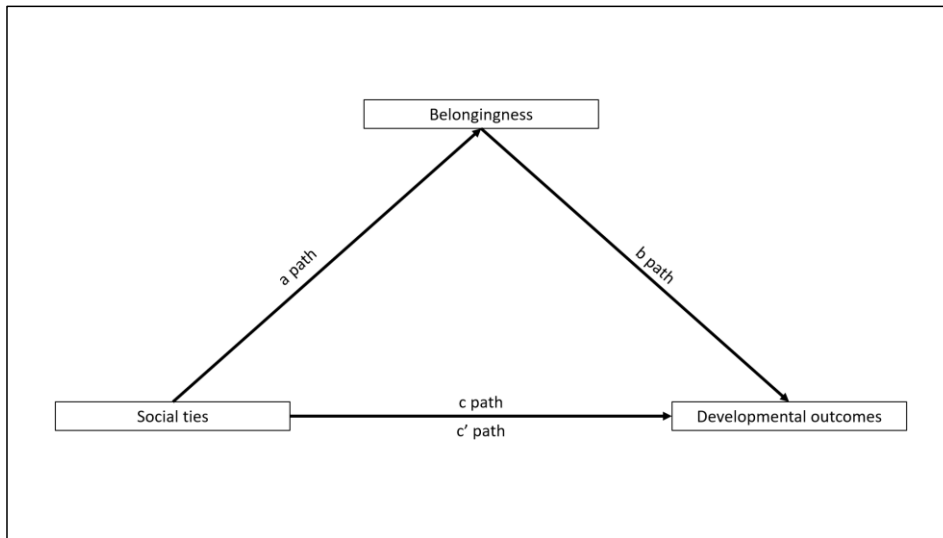 Belongingness
a path
b path
Social ties
c path
c' path
Developmental outcomes